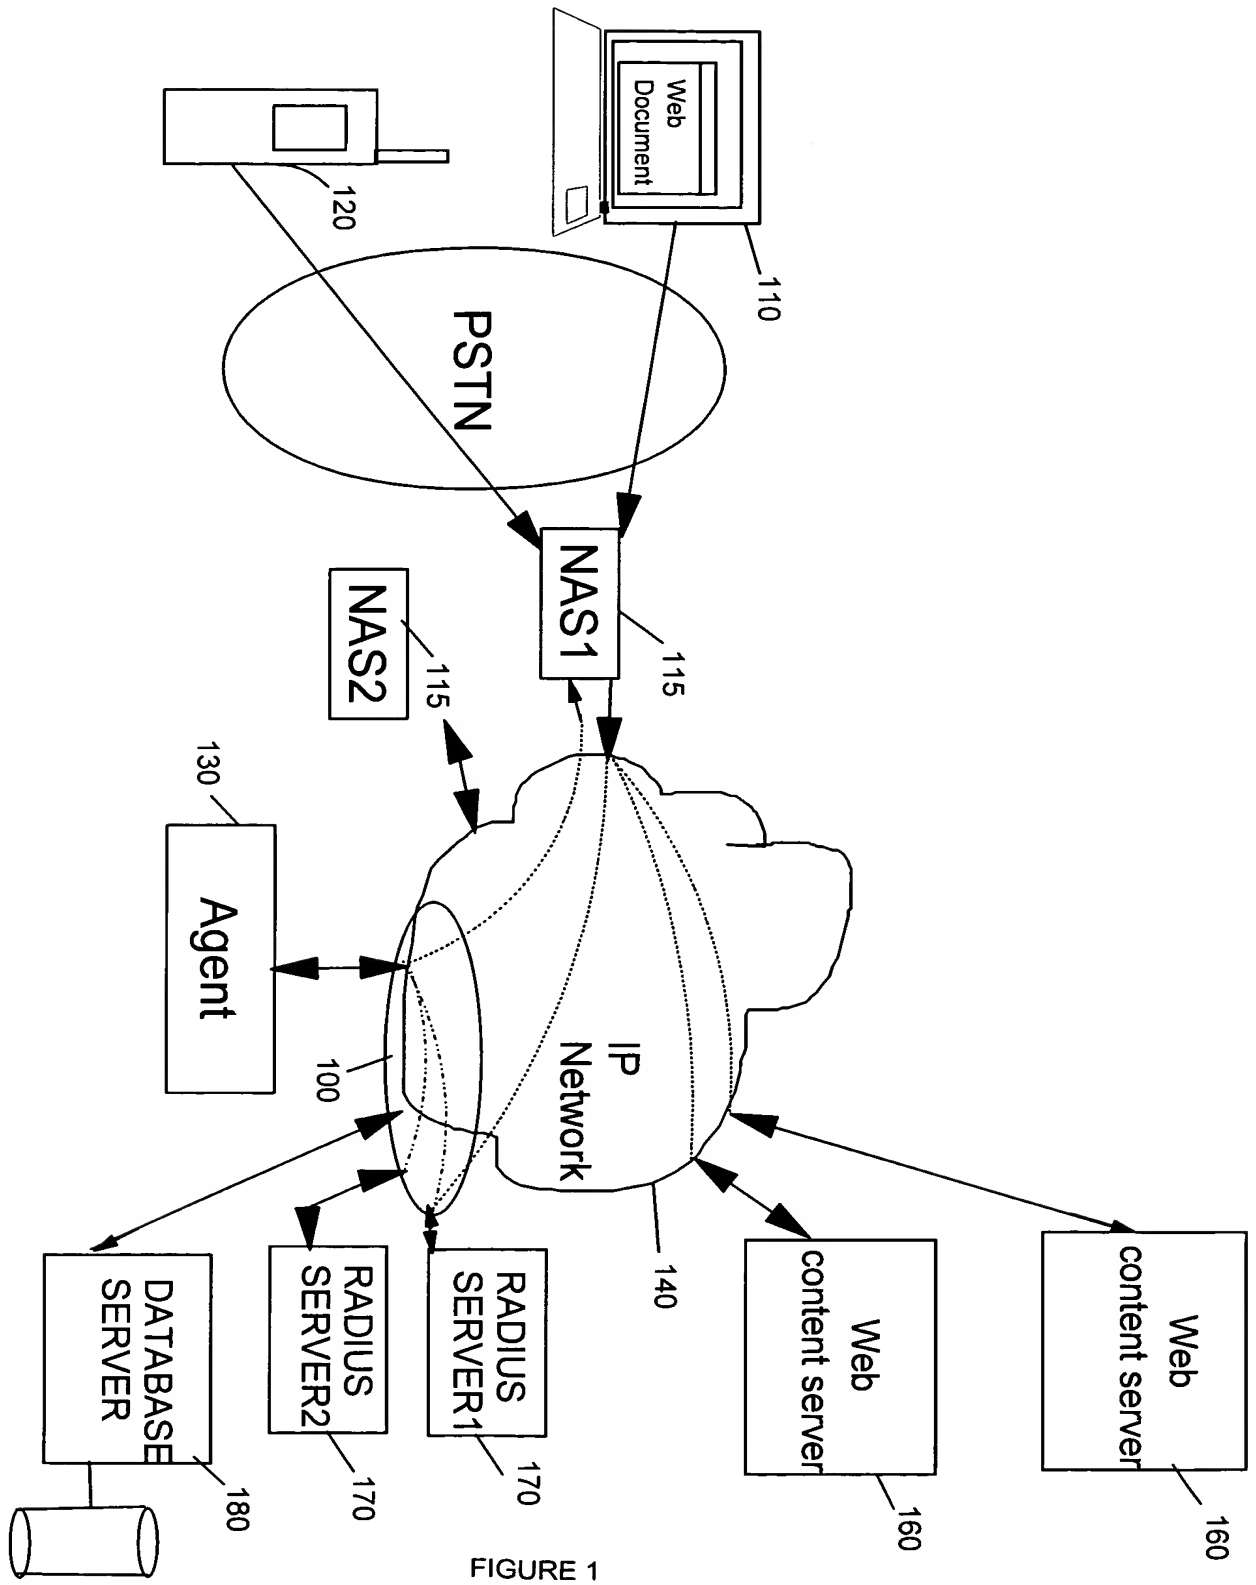 Web
Document
110
120
PSTN
NAS1
115
NAS2
115
130
Agent
IP
Network
100
140
Web
content server
160
Web
content server
160
RADIUS
SERVER1
170
RADIUS
SERVER2
170
DATABASE
SERVER
180
FIGURE 1